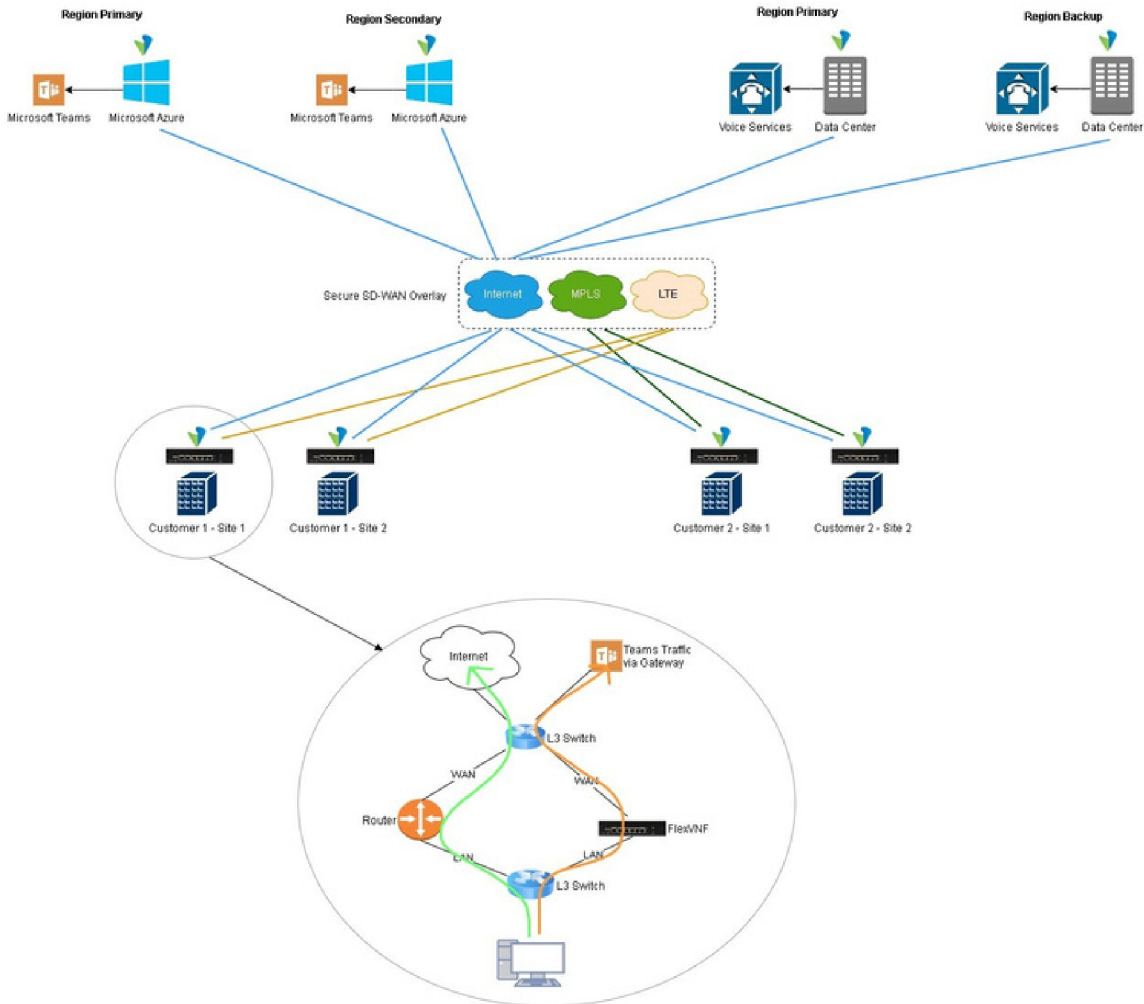 Region Primary
Region Secondary
Region Primary
Region Backup
Microsoft Teams
Microsoft Azure
Microsoft Teams
Microsoft Azure
Voice Services
Data Center
Voice Services
Data Center
Secure SD-WAN Overlay
Internet
MPLS
LTE
Customer 1 - Site 1
Customer 1 - Site 2
Customer 2 - Site 1
Customer 2 - Site 2
Internet
Teams Traffic
via Gateway
L3 Switch
WAN
WAN
Router
FlexVNF
LAN
LAN
L3 Switch